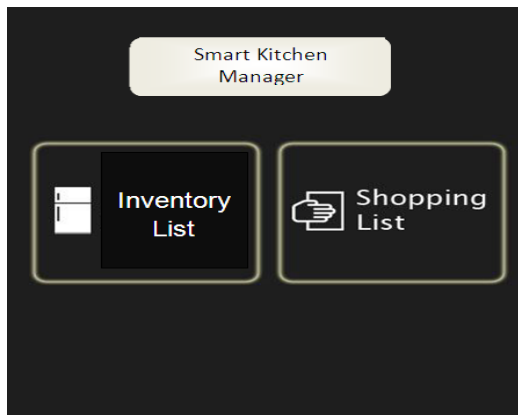 Smart Kitchen
Manager
Inventory
List
Shopping
List